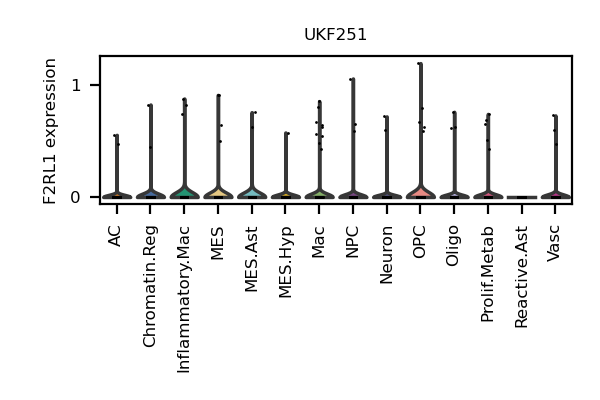 UKF251
F2RL1 expression
1
0
AC
Chromatin.Reg
Inflammatory.Mac
MES
MES.Ast
MES.Hyp
Mac
NPC
Neuron
OPC
Oligo
Prolif.Metab
Reactive.Ast
Vasc